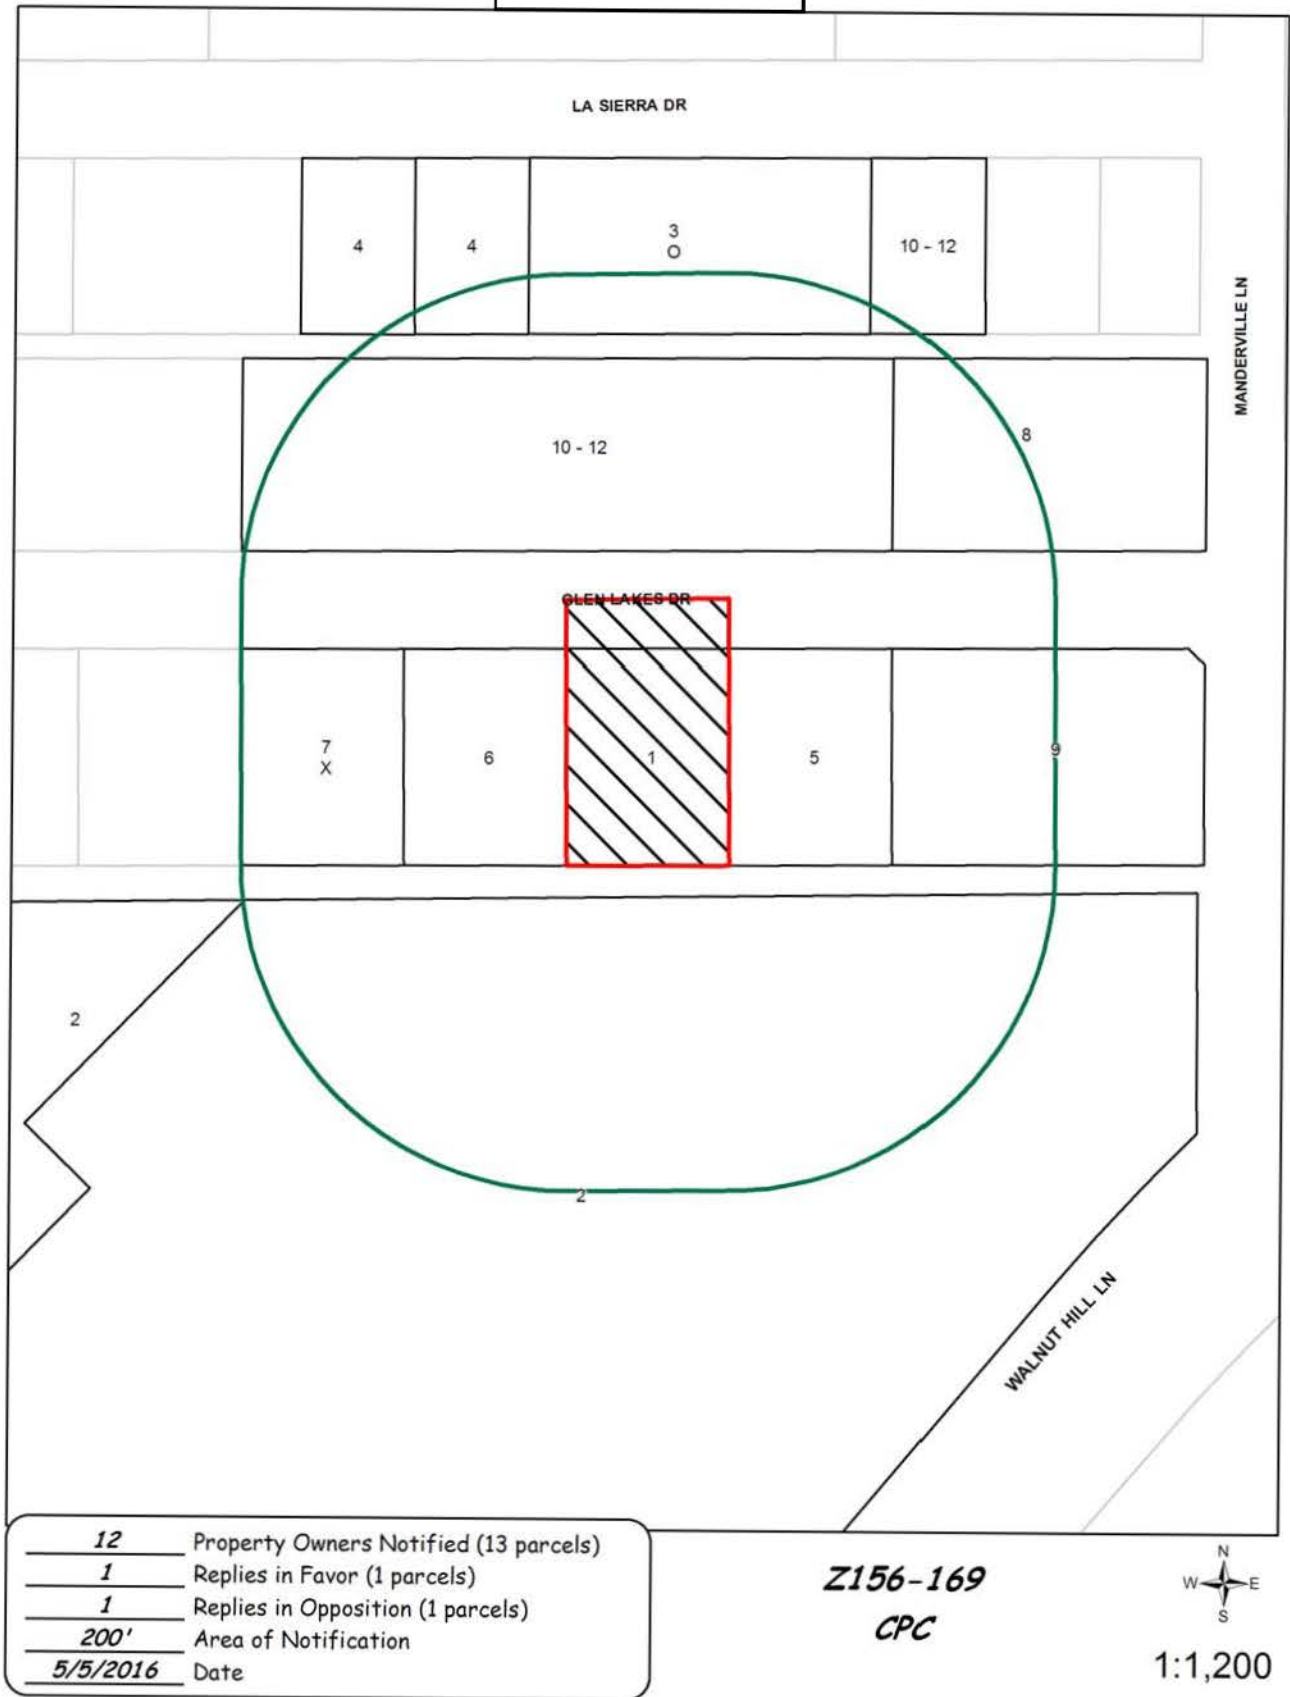 LA SIERRA DR
4
4
3
O
10 - 12
MANDERVILLE LN
10 - 12
8
GLEN LAKES DR
7
X
6
1
5
9
2
2
WALNUT HILL LN
12 Property Owners Notified (13 parcels)
1 Replies in Favor (1 parcels)
1 Replies in Opposition (1 parcels)
200' Area of Notification
5/5/2016 Date
Z156-169
CPC
N
W E
S
1:1,200